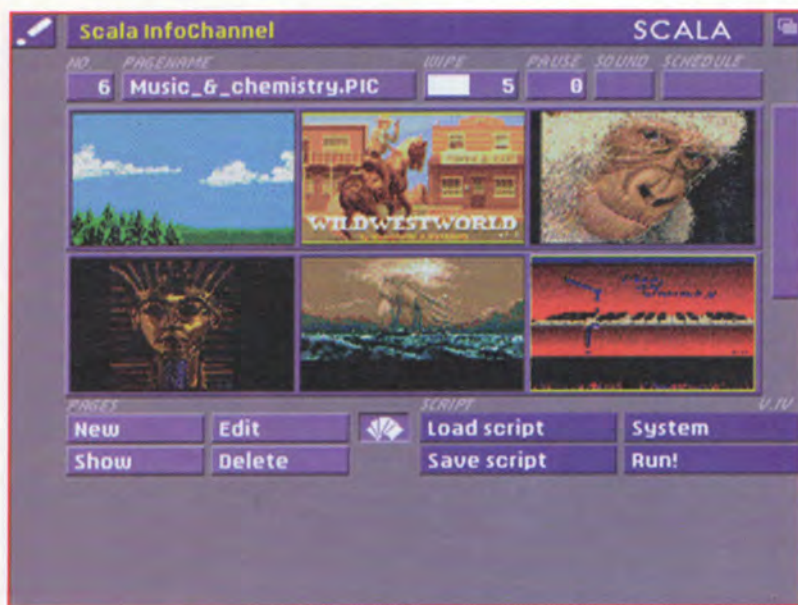 Scala InfoChannel SCALA
NO. PAGENAME WIPE PAUSE SOUND SCHEDULE
6 Music_&_chemistry.PIC 5 0
WILDWESTWORLD
PAGES SCRIPT
New Edit Load script System
Show Delete Save script Run!